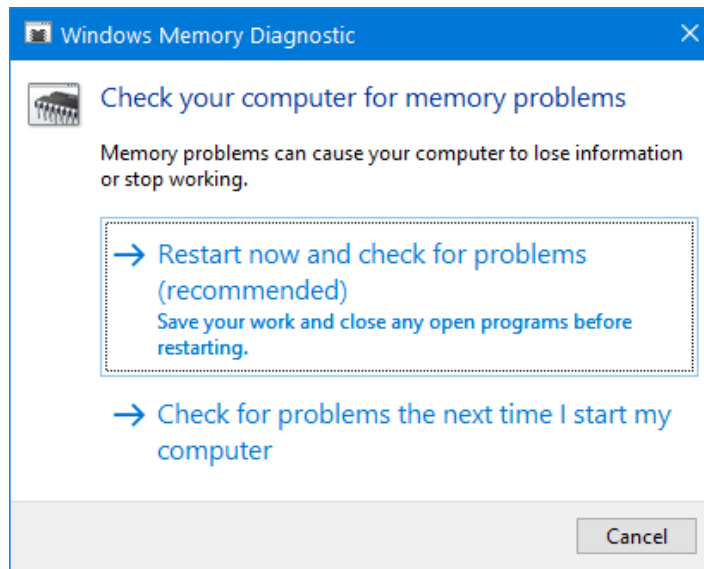 Windows Memory Diagnostic
Check your computer for memory problems
Memory problems can cause your computer to lose information
or stop working.
→ Restart now and check for problems
(recommended)
Save your work and close any open programs before
restarting.
→ Check for problems the next time I start my
computer
Cancel